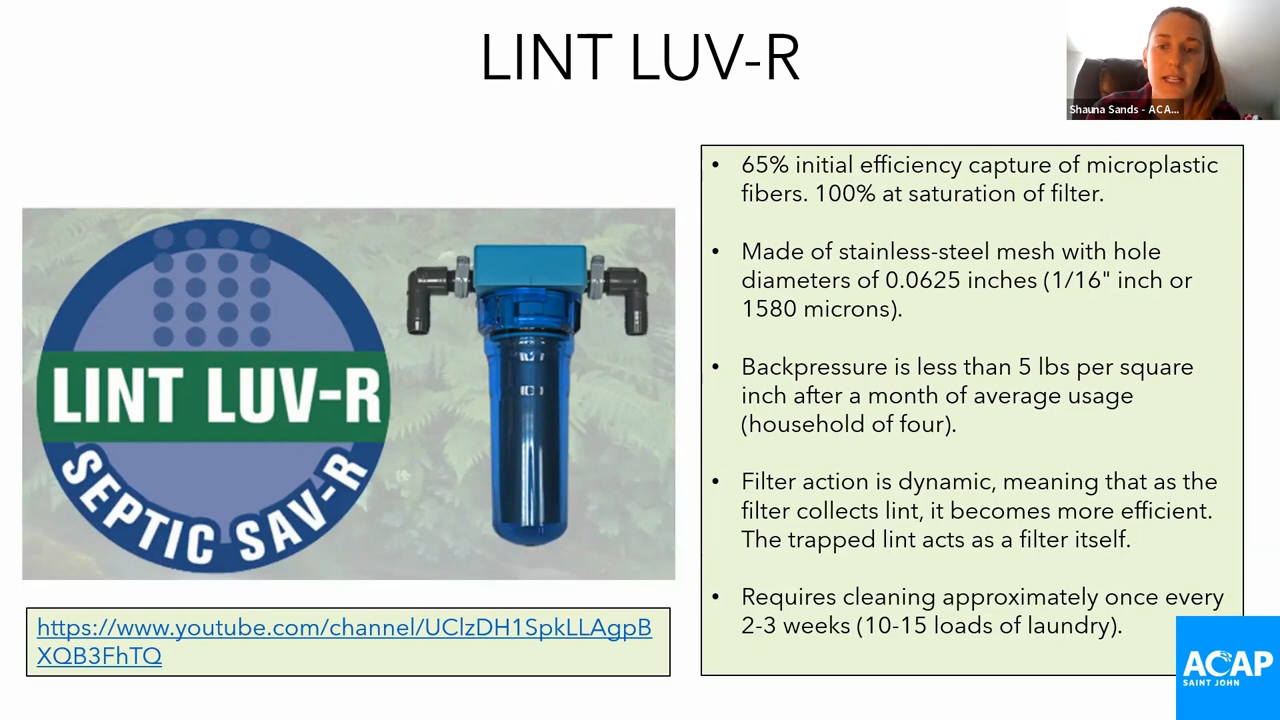 LINT LUV-R
Shauna Sands - ACA...
• 65% initial efficiency capture of microplastic
fibers. 100% at saturation of filter.
• Made of stainless-steel mesh with hole
diameters of 0.0625 inches (1/16" inch or
1580 microns).
• Backpressure is less than 5 lbs per square
inch after a month of average usage
(household of four).
• Filter action is dynamic, meaning that as the
filter collects lint, it becomes more efficient.
The trapped lint acts as a filter itself.
• Requires cleaning approximately once every
2-3 weeks (10-15 loads of laundry).
LINT LUV-R
SEPTIC SAV-R
https://www.youtube.com/channel/UClzDH1SpkLLAgpB
XQB3FhTQ
ACAP
SAINT JOHN